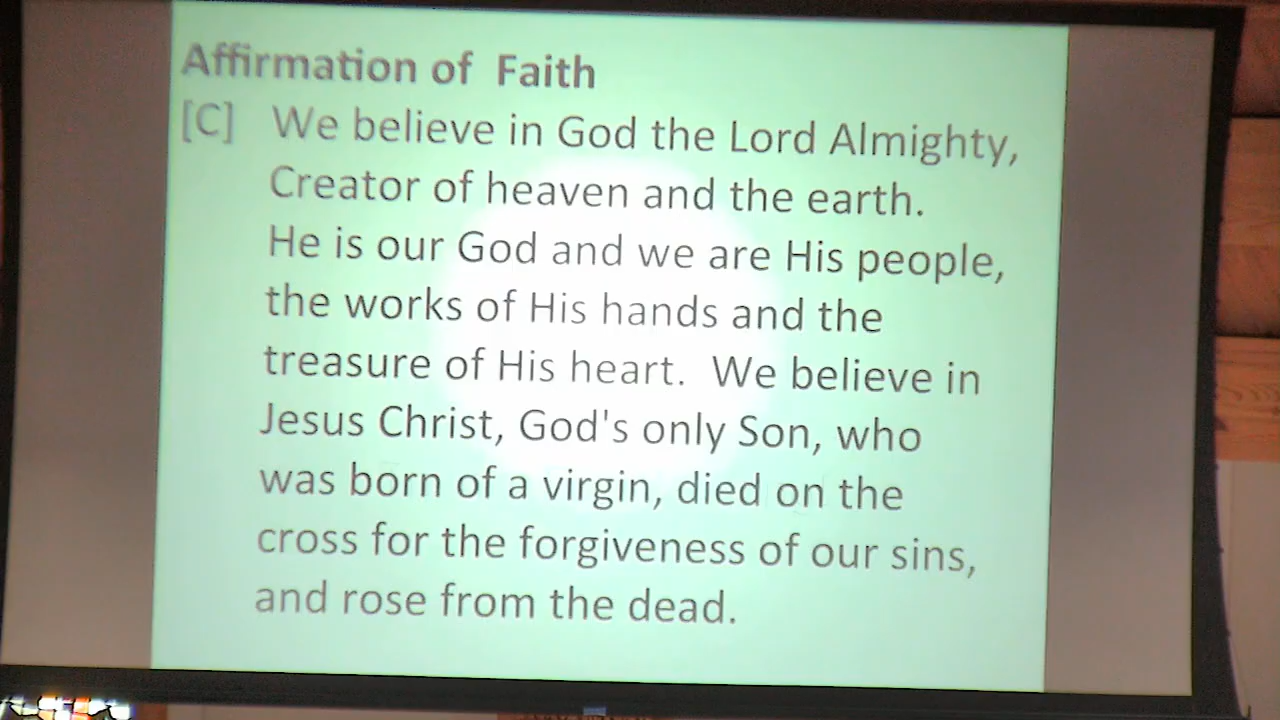 Affirmation of Faith
[C] We believe in God the Lord Almighty,
Creator of heaven and the earth.
He is our God and we are His people,
the works of His hands and the
treasure of His heart. We believe in
Jesus Christ, God's only Son, who
was born of a virgin, died on the
cross for the forgiveness of our sins,
and rose from the dead.